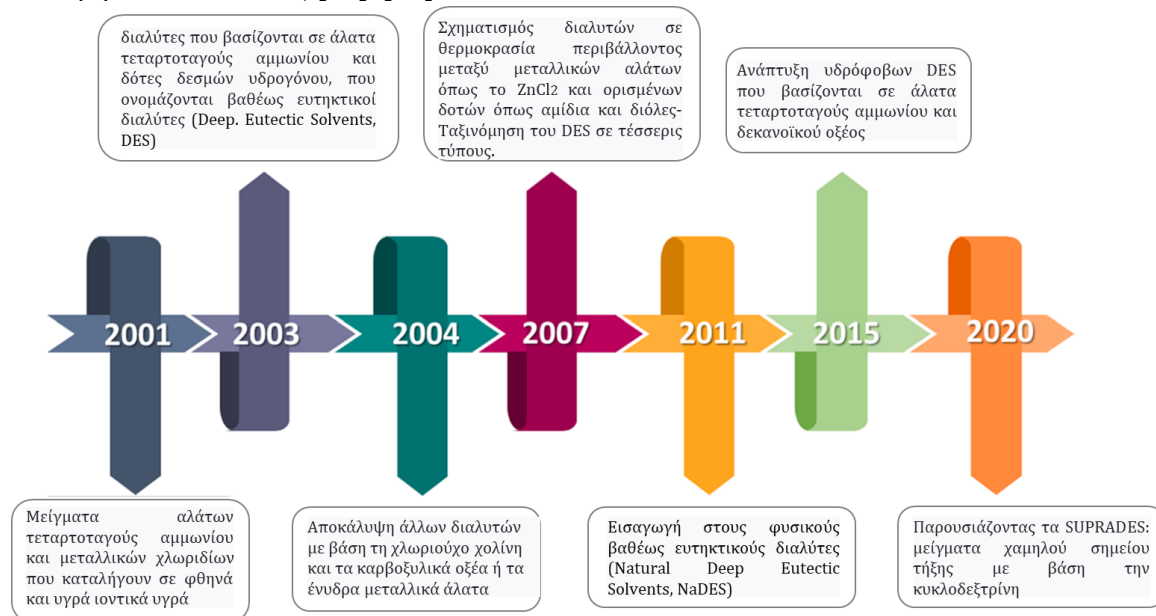 διαλύτες που βασίζονται σε άλατα
τεταρτοταγούς αμμωνίου και
δότες δεσμών υδρογόνου, που
ονομάζονται βαθέως ευτηκτικοί
διαλύτες (Deep. Eutectic Solvents,
DES)
Σχηματισμός διαλυτών σε
θερμοκρασία περιβάλλοντος
μεταξύ μεταλλικών αλάτων
όπως το ZnCl2 και ορισμένων
δοτών όπως αμίδια και διόλες-
Ταξινόμηση του DES σε τέσσερις
τύπους.
Ανάπτυξη υδρόφοβων DES
που βασίζονται σε άλατα
τεταρτοταγούς αμμωνίου και
δεκανοϊκού οξέος
2001
2003
2004
2007
2011
2015
2020
Μείγματα αλάτων
τεταρτοταγούς αμμωνίου
και μεταλλικών χλωριδίων
που καταλήγουν σε φθηνά
και υγρά ιοντικά υγρά
Αποκάλυψη άλλων διαλυτών
με βάση τη χλωριούχο χολίνη
και τα καρβοξυλικά οξέα ή τα
ένυδρα μεταλλικά άλατα
Εισαγωγή στους φυσικούς
βαθέως ευτηκτικούς διαλύτες
(Natural Deep Eutectic
Solvents, NaDES)
Παρουσιάζοντας τα SUPRADES:
μείγματα χαμηλού σημείου
τήξης με βάση την
κυκλοδεξτρίνη